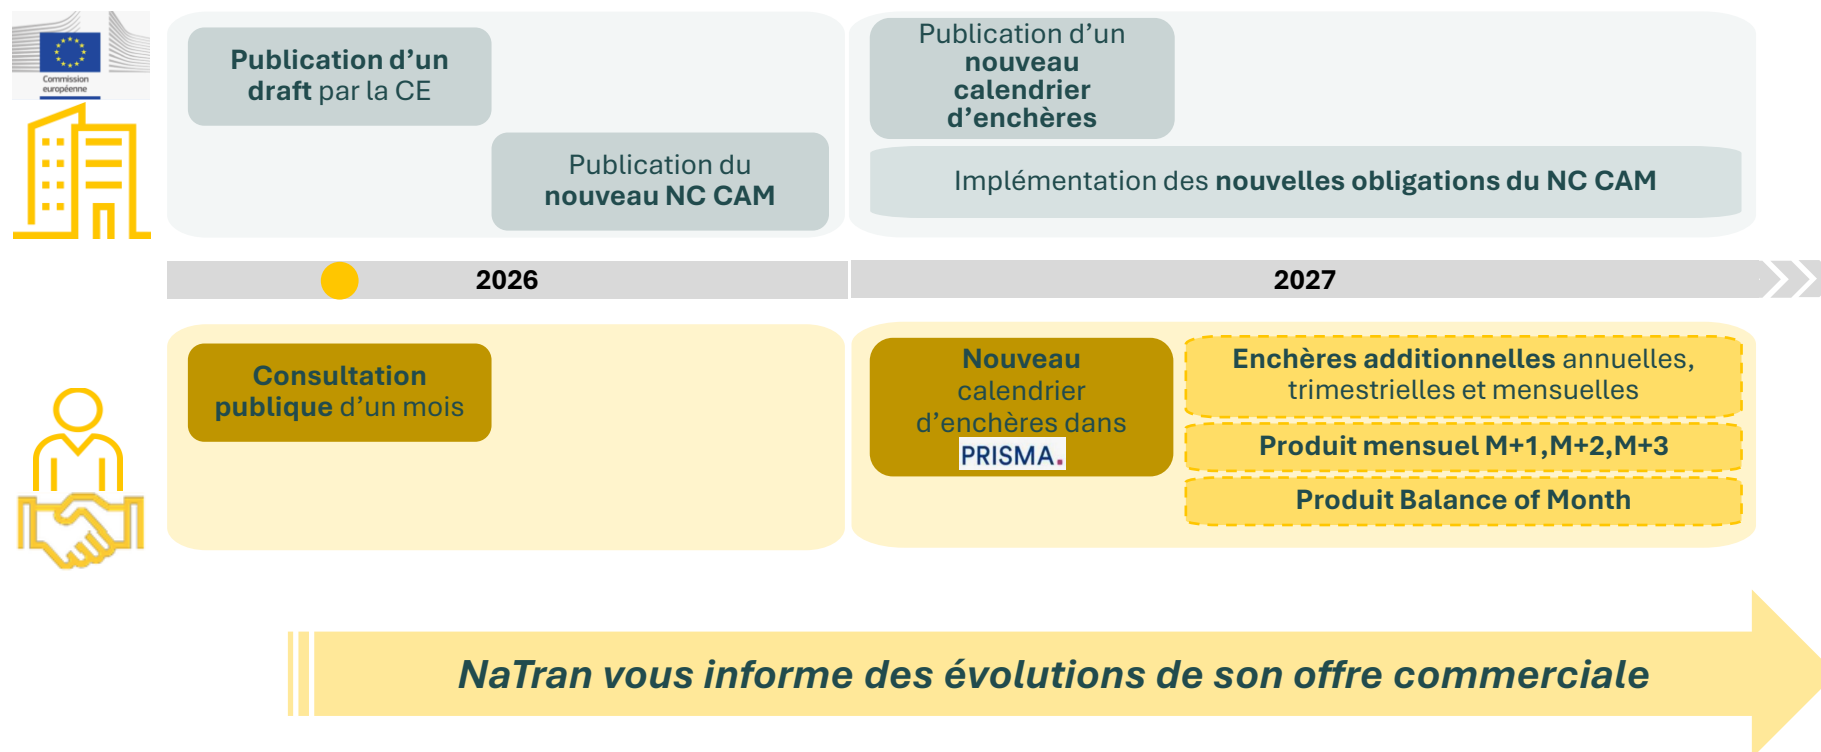 Commission
européenne
Publication d’un
draft par la CE
Publication du
nouveau NC CAM
Publication d’un
nouveau
calendrier
d’enchères
Implémentation des nouvelles obligations du NC CAM
2026
2027
Consultation
publique d’un mois
Nouveau
calendrier
d’enchères dans
PRISMA.
Enchères additionnelles annuelles,
trimestrielles et mensuelles
Produit mensuel M+1,M+2,M+3
Produit Balance of Month
NaTran vous informe des évolutions de son offre commerciale